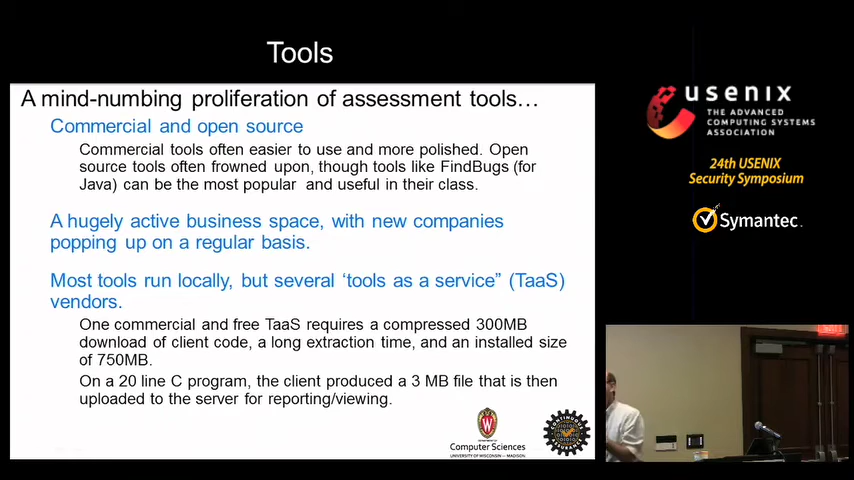 Tools
A mind-numbing proliferation of assessment tools…
Commercial and open source
Commercial tools often easier to use and more polished. Open
source tools often frowned upon, though tools like FindBugs (for
Java) can be the most popular and useful in their class.
A hugely active business space, with new companies
popping up on a regular basis.
Most tools run locally, but several ‘tools as a service” (TaaS)
vendors.
One commercial and free TaaS requires a compressed 300MB
download of client code, a long extraction time, and an installed size
of 750MB.
On a 20 line C program, the client produced a 3 MB file that is then
uploaded to the server for reporting/viewing.
W
Computer Sciences
UNIVERSITY OF WISCONSIN — MADISON
CONTINUOUS
usenix
THE ADVANCED
COMPUTING SYSTEMS
ASSOCIATION
24th USENIX
Security Symposium
Symantec.